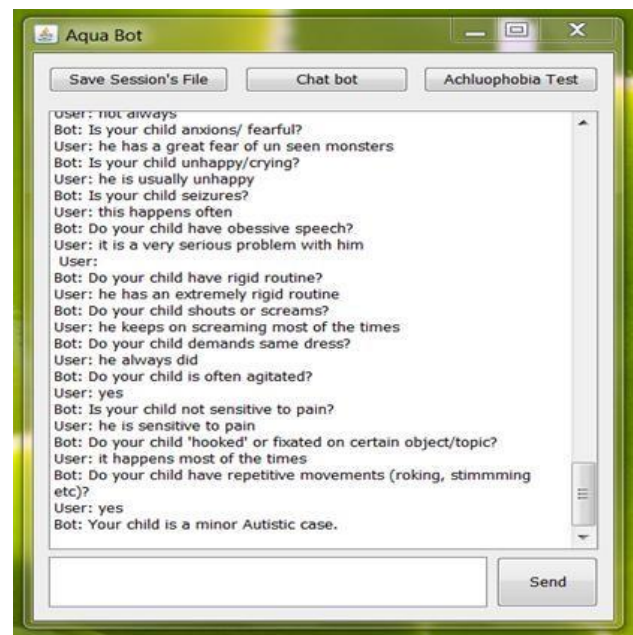 Aqua Bot
Save Session's File Chat bot Achluophobia Test
User: not always
Bot: Is your child anxions/ fearful?
User: he has a great fear of un seen monsters
Bot: Is your child unhappy/crying?
User: he is usually unhappy
Bot: Is your child seizures?
User: this happens often
Bot: Do your child have obessive speech?
User: it is a very serious problem with him
User:
Bot: Do your child have rigid routine?
User: he has an extremely rigid routine
Bot: Do your child shouts or screams?
User: he keeps on screaming most of the times
Bot: Do your child demands same dress?
User: he always did
Bot: Do your child is often agitated?
User: yes
Bot: Is your child not sensitive to pain?
User: he is sensitive to pain
Bot: Do your child 'hooked' or fixated on certain object/topic?
User: it happens most of the times
Bot: Do your child have repetitive movements (roking, stimmming
etc)?
User: yes
Bot: Your child is a minor Autistic case.
Send